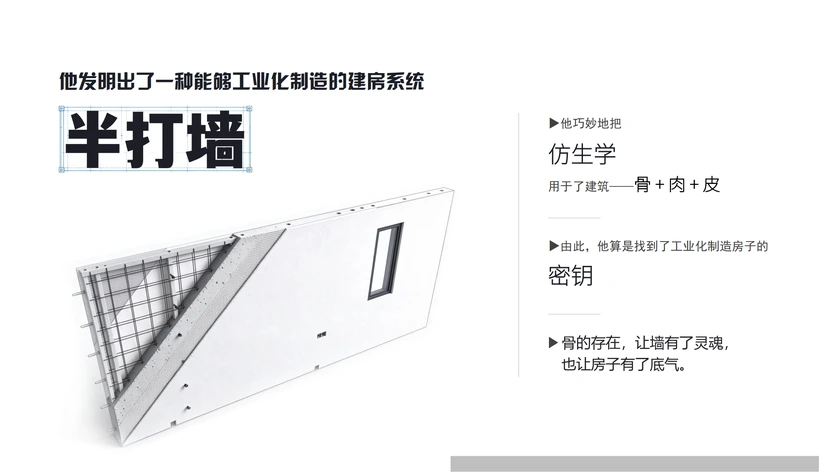 他发明出了一种能够工业化制造的建房系统
半打墙
▶他巧妙地把
仿生学
用于了建筑——骨+肉+皮
▶由此，他算是找到了工业化制造房子的
密钥
▶骨的存在，让墙有了灵魂，
也让房子有了底气。